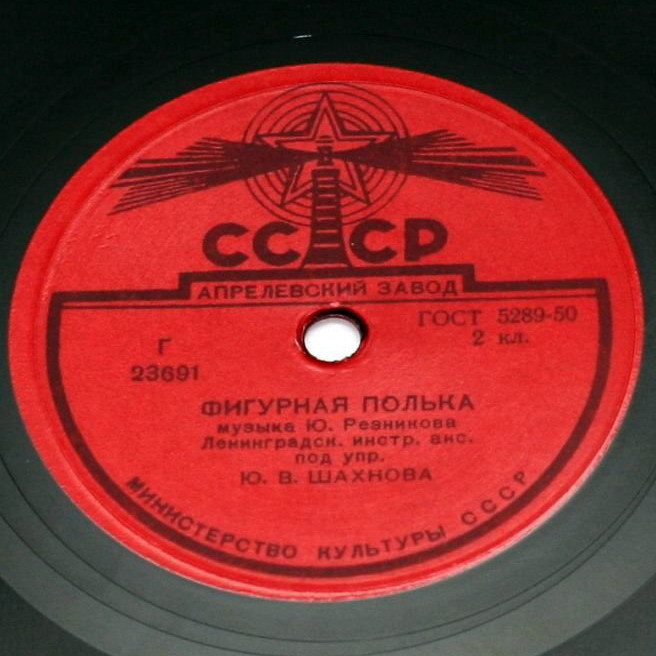 СССР
АПРЕЛЕВСКИЙ ЗАВОД
ГОСТ 5289-50
2 кл.
Г
23691
ФИГУРНАЯ ПОЛЬКА
музыка Ю. Резникова
Ленинградск. инстр. анс.
под упр.
Ю. В. ШАХНОВА
МИНИСТЕРСТВО КУЛЬТУРЫ СССР